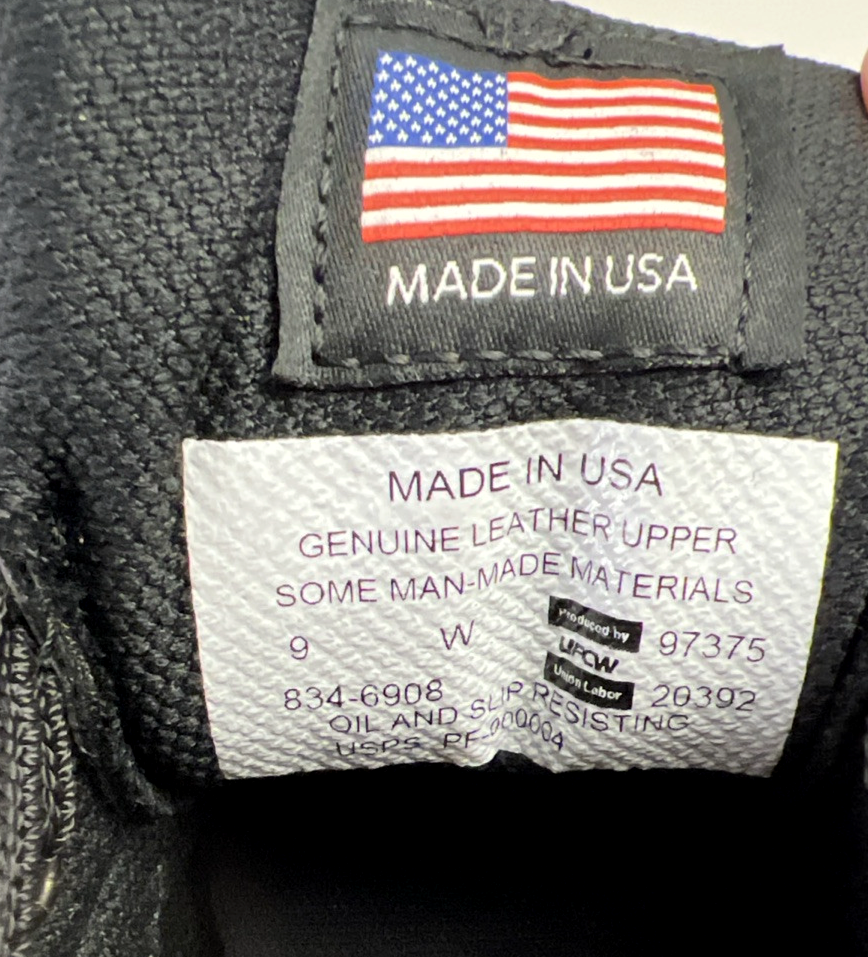 MADE IN USA
MADE IN USA
GENUINE LEATHER UPPER
SOME MAN-MADE MATERIALS
9 W Produced by 97375
UFCW
834-6908 Union Labor 20392
OIL AND SLIP RESISTING
USPS PF-000004